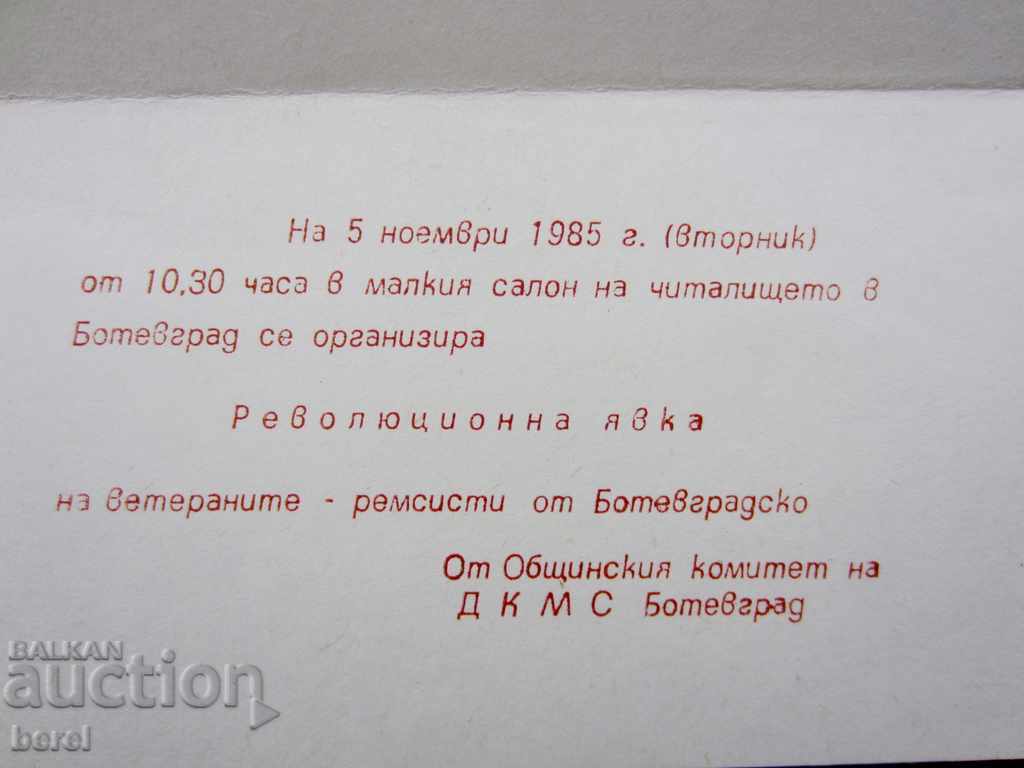 На 5 ноември 1985 г. (вторник)
от 10,30 часа в малкия салон на читалището в
Ботевград се организира
Революционна явка
на ветераните - ремсисти от Ботевградско
От Общинския комитет на
ДКМС Ботевград
BALKAN
auction
berel